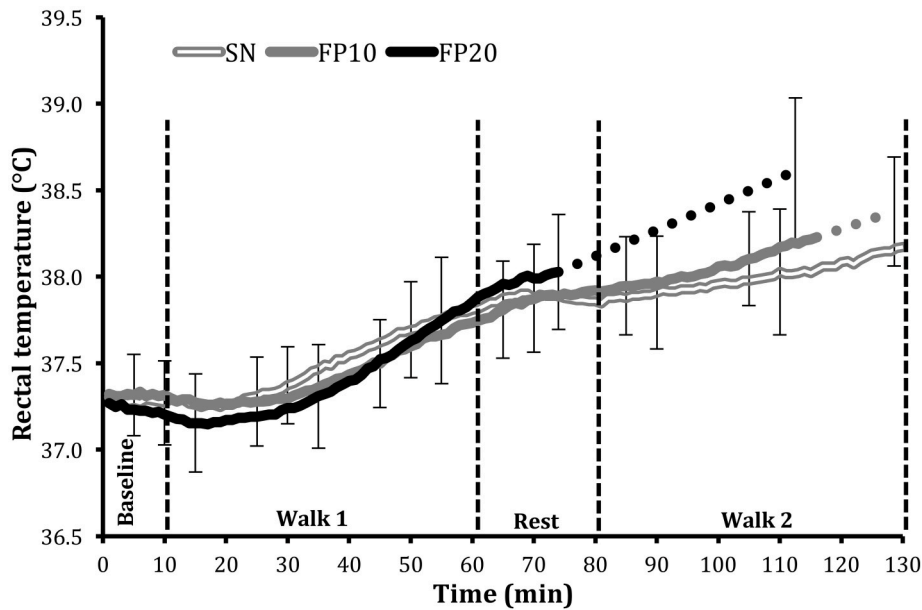 39.5
SN FP10 FP20
39.0
38.5
38.0
37.5
37.0
36.5
Rectal temperature (°C)
Baseline
Walk 1
Rest
Walk 2
0 10 20 30 40 50 60 70 80 90 100 110 120 130
Time (min)